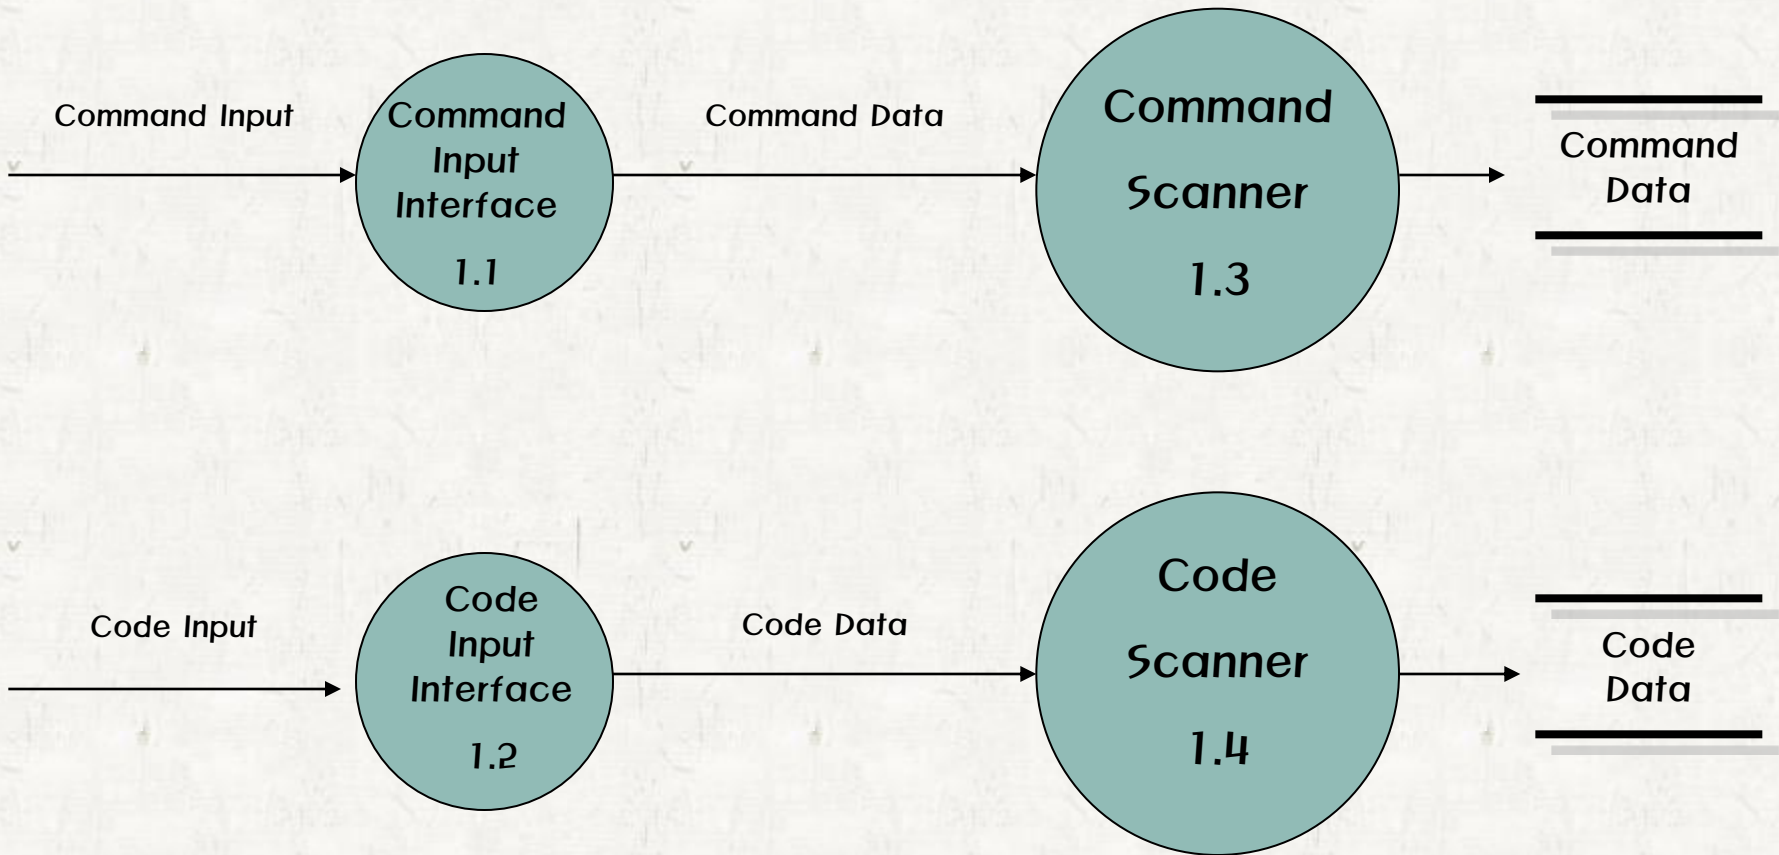 Command Input
Command
Input
Interface
1.1
Command Data
Command
Scanner
1.3
Command
Data
Code Input
Code
Input
Interface
1.2
Code Data
Code
Scanner
1.4
Code
Data